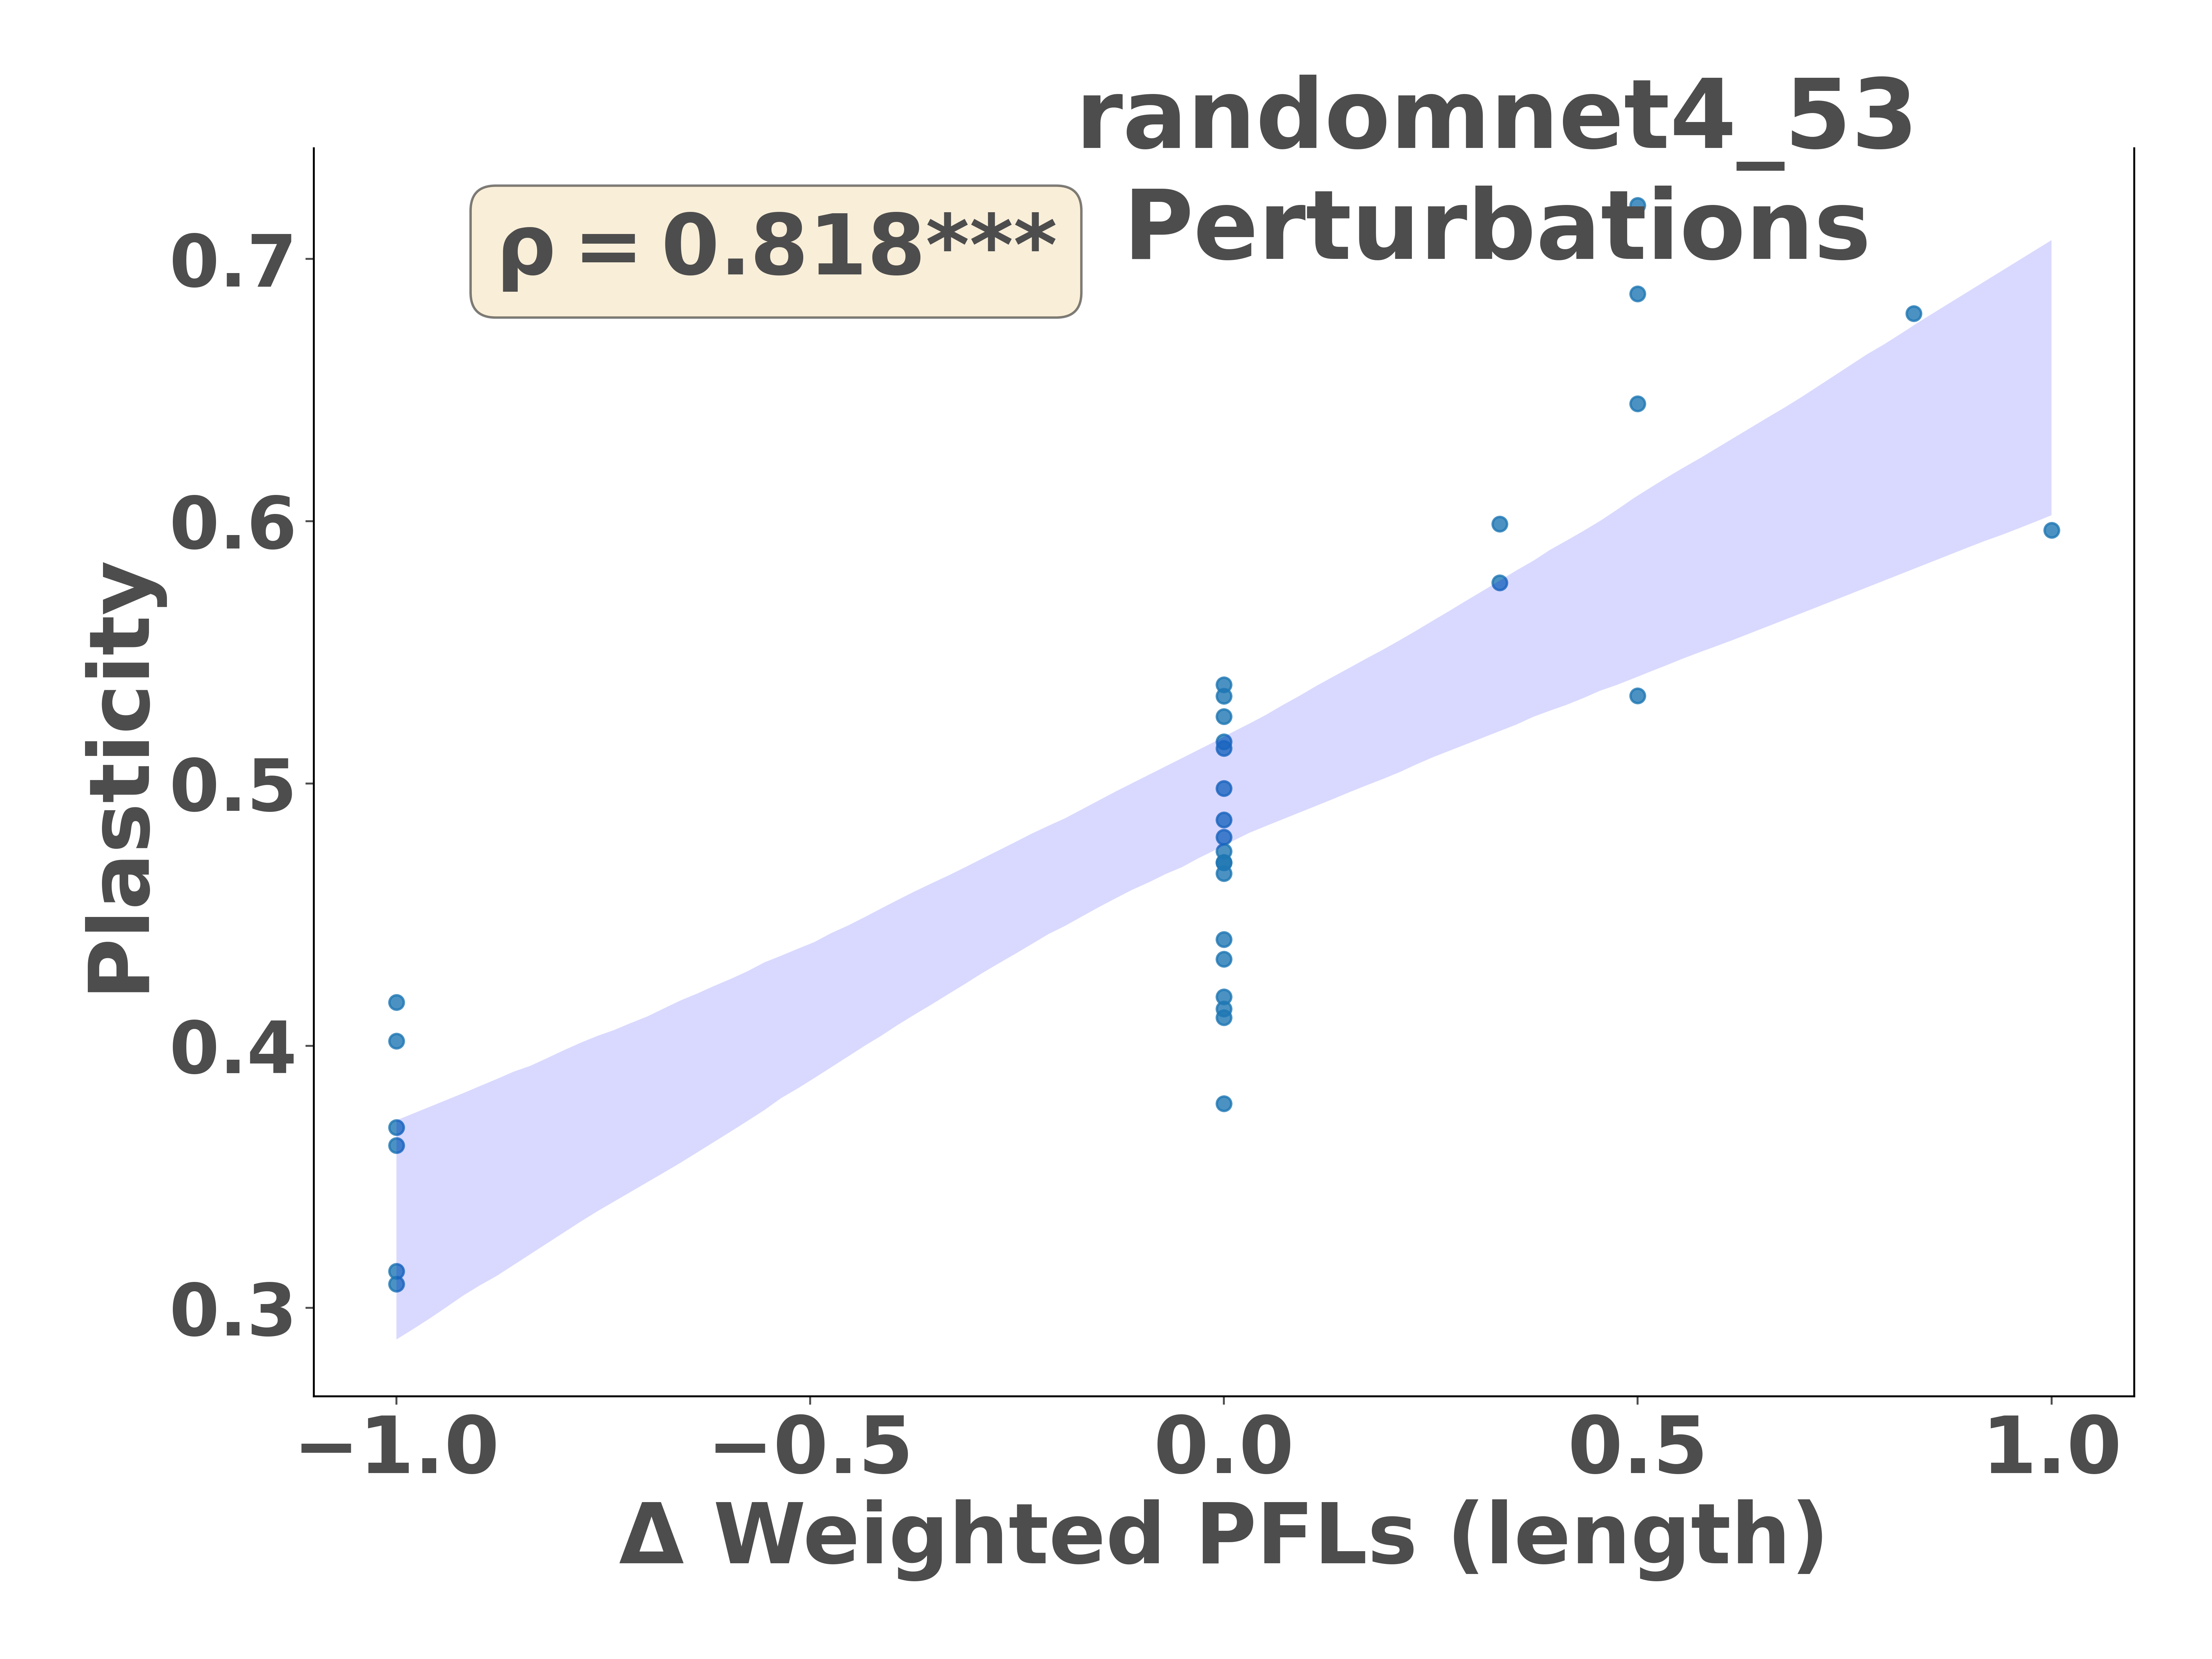 randomnet4_53
Perturbations
ρ = 0.818***
0.7
0.6
0.5
0.4
0.3
Plasticity
−1.0 −0.5 0.0 0.5 1.0
Δ Weighted PFLs (length)